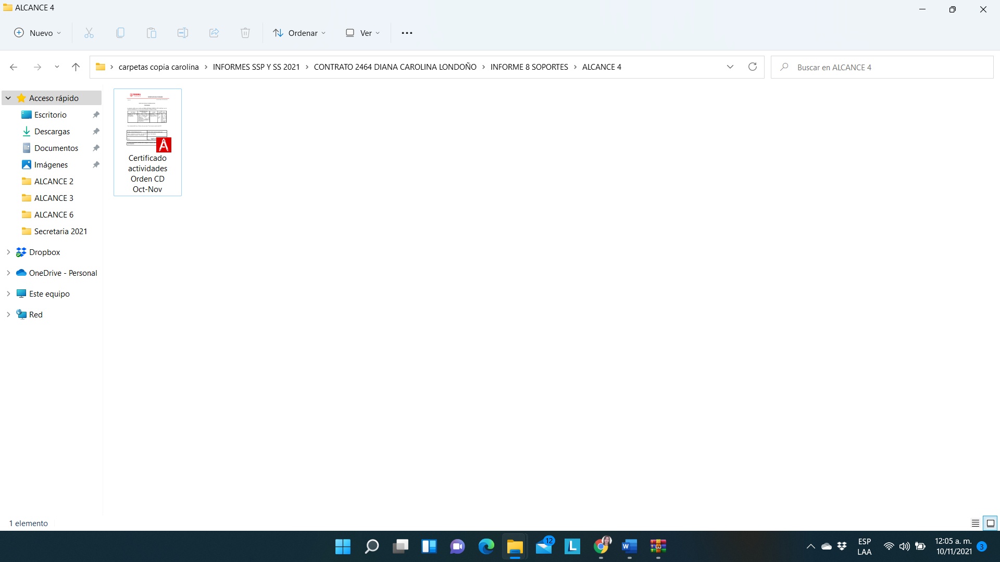 ALCANCE 4
Nuevo
Ordenar
Ver
carpetas copia carolina > INFORMES SSP Y SS 2021 > CONTRATO 2464 DIANA CAROLINA LONDOÑO > INFORME 8 SOPORTES > ALCANCE 4
Buscar en ALCANCE 4
Acceso rápido
Escritorio
Descargas
Documentos
Imágenes
ALCANCE 2
ALCANCE 3
ALCANCE 6
Secretaria 2021
Dropbox
OneDrive - Personal
Este equipo
Red
PEREIRA
Certificado
actividades
Orden CD
Oct-Nov
1 elemento
12
L
W
ESP
LAA
12:05 a. m.
10/11/2021
3